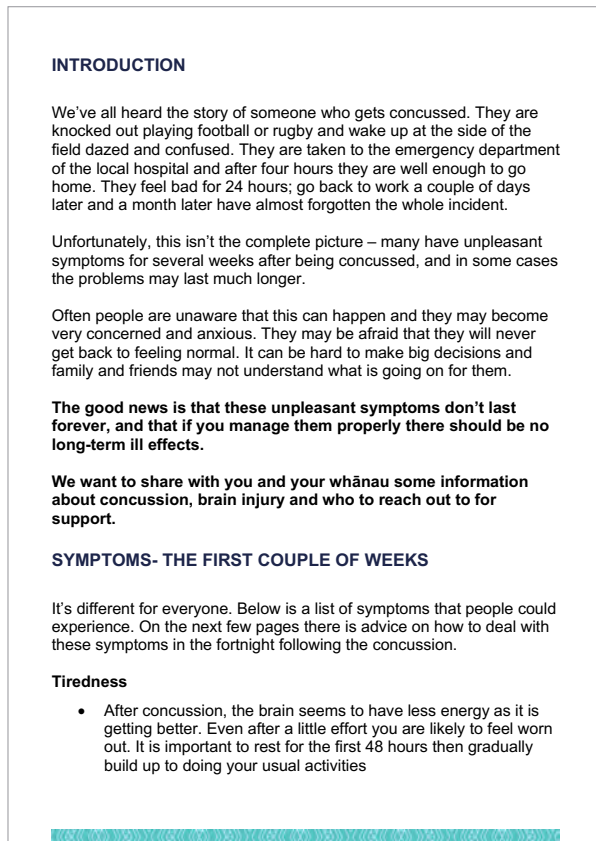 INTRODUCTION
We’ve all heard the story of someone who gets concussed. They are
knocked out playing football or rugby and wake up at the side of the
field dazed and confused. They are taken to the emergency department
of the local hospital and after four hours they are well enough to go
home. They feel bad for 24 hours; go back to work a couple of days
later and a month later have almost forgotten the whole incident.
Unfortunately, this isn’t the complete picture – many have unpleasant
symptoms for several weeks after being concussed, and in some cases
the problems may last much longer.
Often people are unaware that this can happen and they may become
very concerned and anxious. They may be afraid that they will never
get back to feeling normal. It can be hard to make big decisions and
family and friends may not understand what is going on for them.
The good news is that these unpleasant symptoms don’t last
forever, and that if you manage them properly there should be no
long-term ill effects.
We want to share with you and your whānau some information
about concussion, brain injury and who to reach out to for
support.
SYMPTOMS- THE FIRST COUPLE OF WEEKS
It’s different for everyone. Below is a list of symptoms that people could
experience. On the next few pages there is advice on how to deal with
these symptoms in the fortnight following the concussion.
Tiredness
• After concussion, the brain seems to have less energy as it is
getting better. Even after a little effort you are likely to feel worn
out. It is important to rest for the first 48 hours then gradually
build up to doing your usual activities